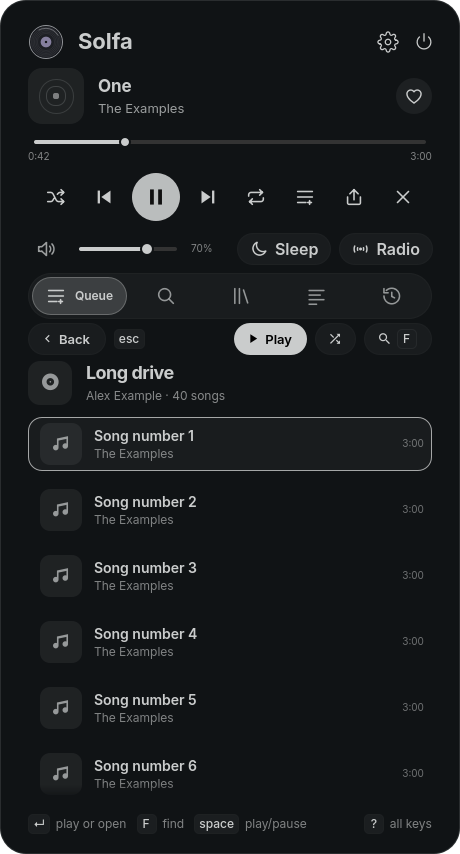 Solfa
One
The Examples
0:42 3:00
70% Sleep Radio
Queue
Back esc Play F
Long drive
Alex Example · 40 songs
Song number 1
The Examples
3:00
Song number 2
The Examples
3:00
Song number 3
The Examples
3:00
Song number 4
The Examples
3:00
Song number 5
The Examples
3:00
Song number 6
The Examples
3:00
↵ play or open F find space play/pause ? all keys